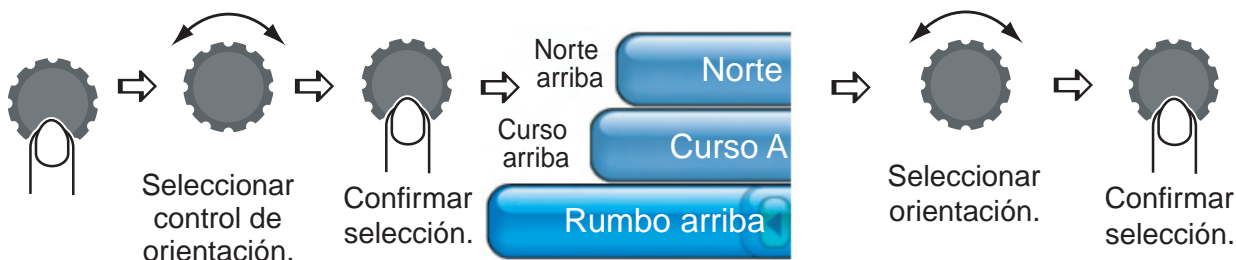 Seleccionar
control de
orientación.
Confirmar
selección.
Norte
arriba
Norte
Curso
arriba
Curso A
Rumbo arriba
Seleccionar
orientación.
Confirmar
selección.